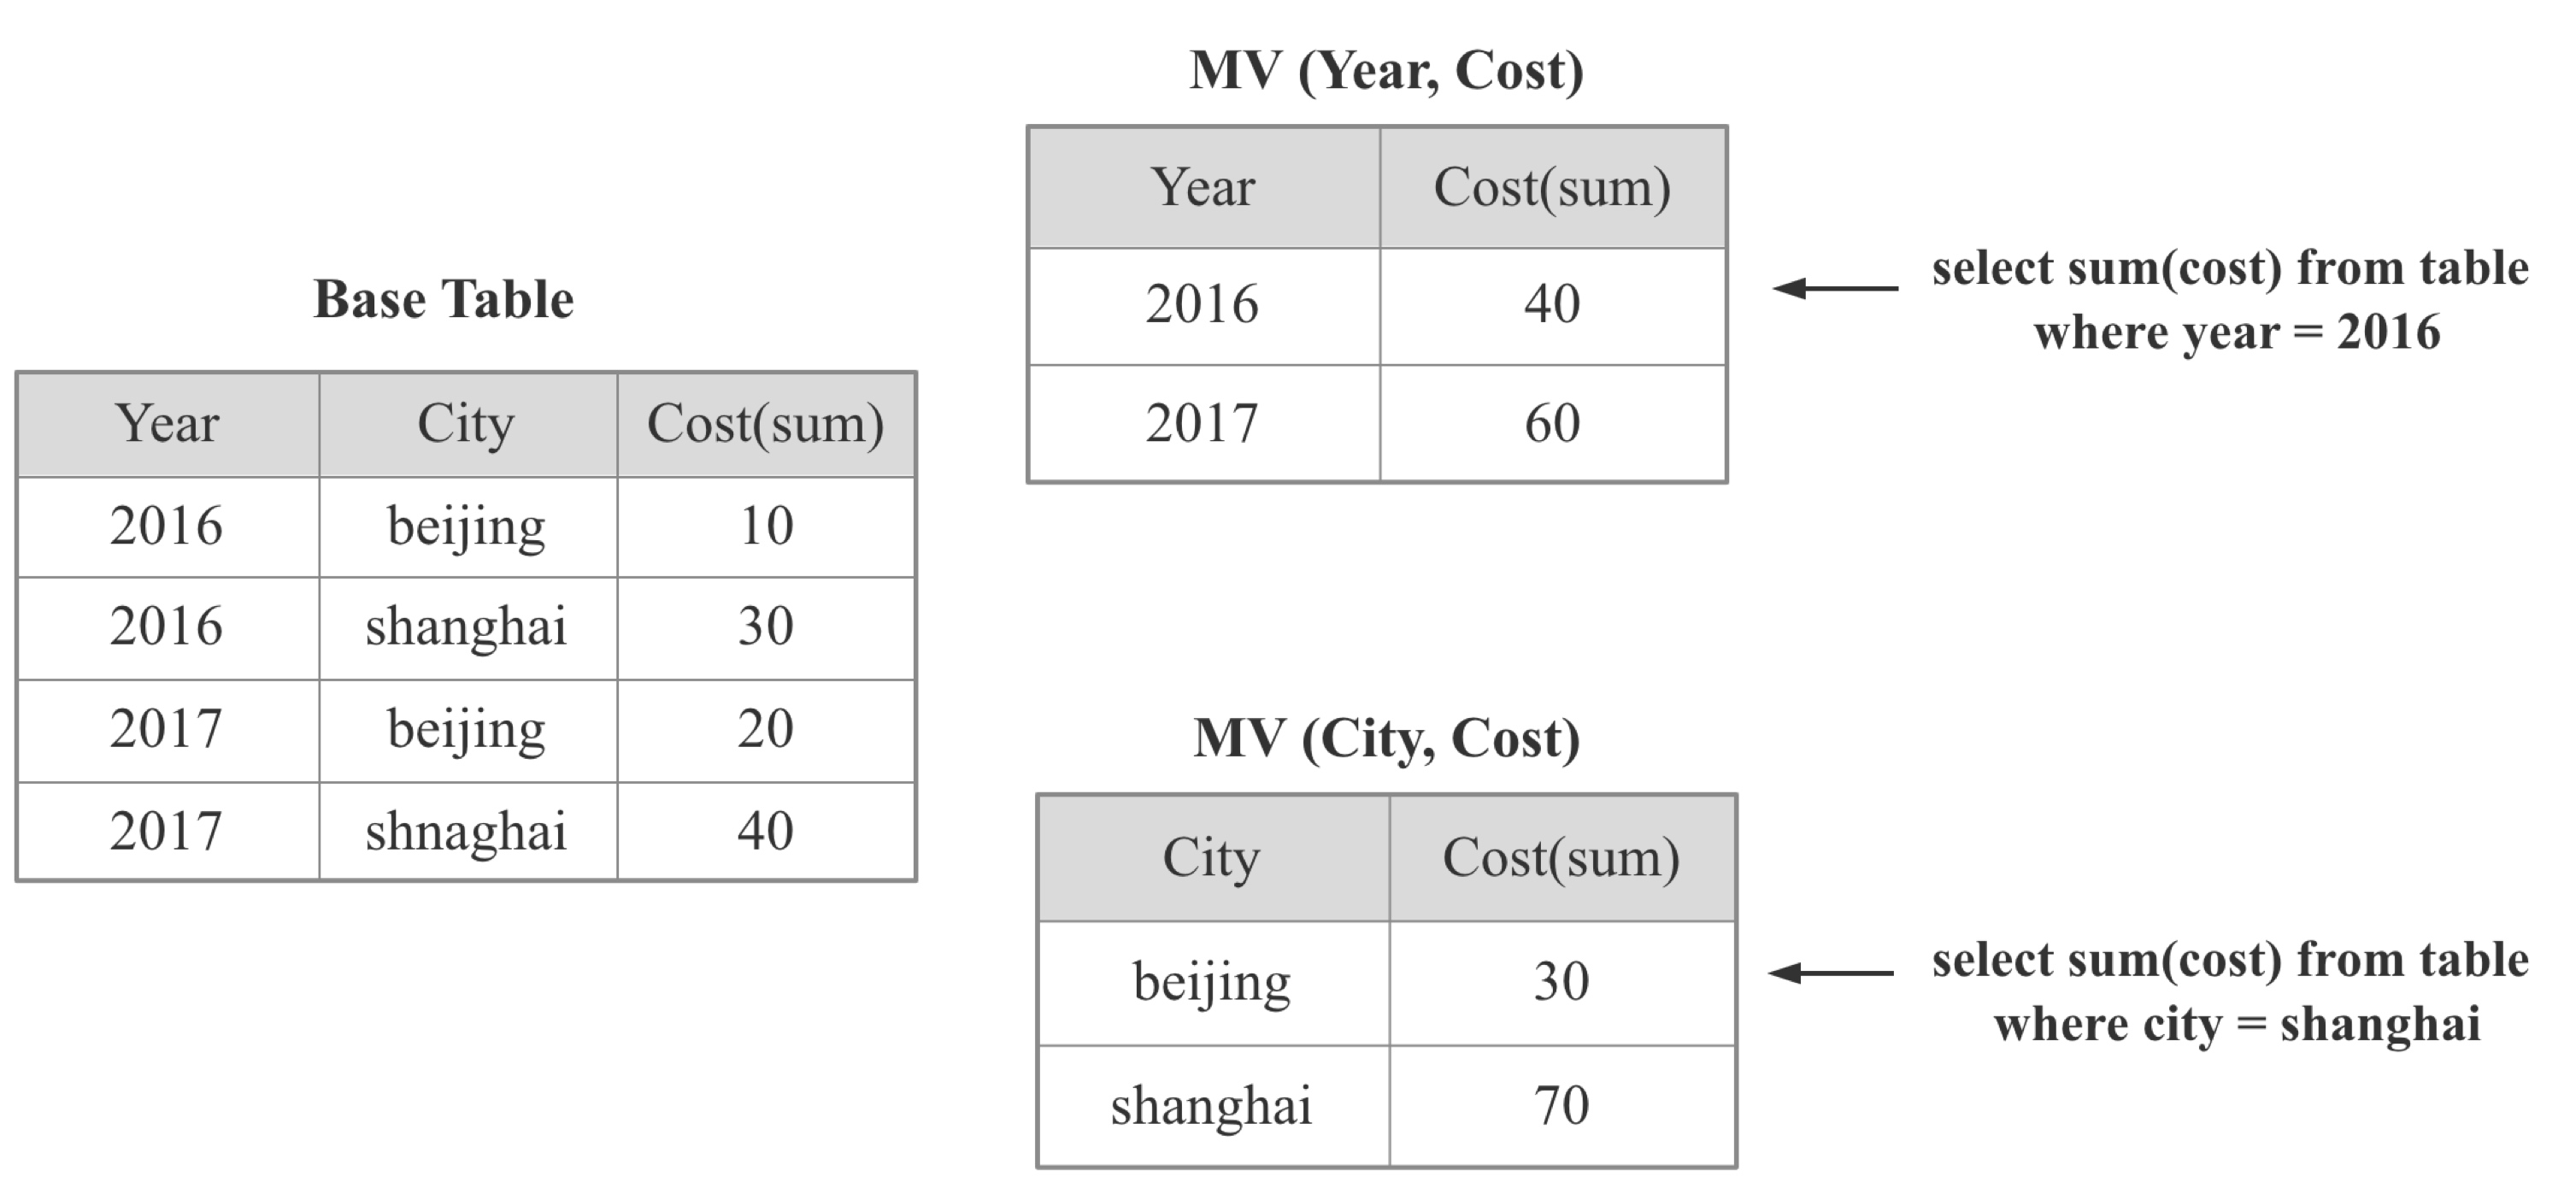 Base Table
Year City Cost(sum)
2016 beijing 10
2016 shanghai 30
2017 beijing 20
2017 shnaghai 40
MV (Year, Cost)
Year Cost(sum)
2016 40
2017 60
select sum(cost) from table
where year = 2016
MV (City, Cost)
City Cost(sum)
beijing 30
shanghai 70
select sum(cost) from table
where city = shanghai